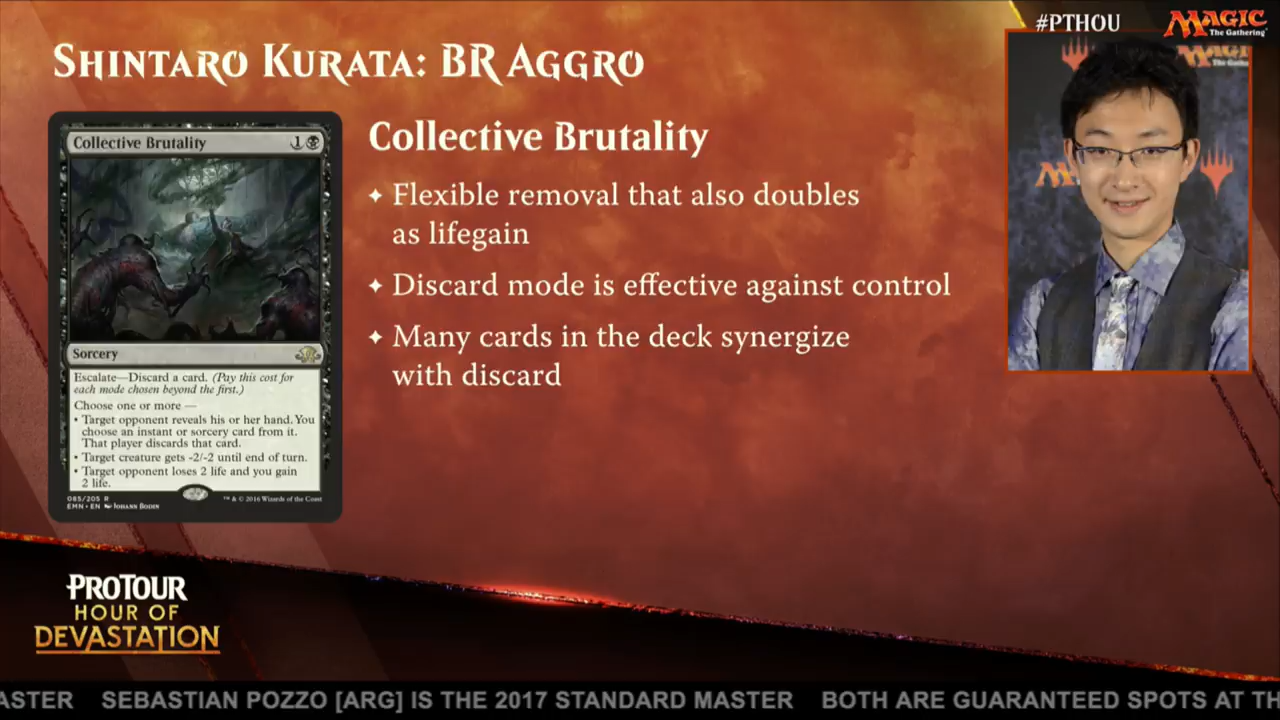 #PTHOU
MAGIC
The Gathering
SHINTARO KURATA: BR AGGRO
Collective Brutality 1
Sorcery
Escalate—Discard a card. (Pay this cost for
each mode chosen beyond the first.)
Choose one or more —
• Target opponent reveals his or her hand. You
choose an instant or sorcery card from it.
That player discards that card.
• Target creature gets -2/-2 until end of turn.
• Target opponent loses 2 life and you gain
2 life.
085/205 R
EMN • EN Johann Bodin
™ & © 2016 Wizards of the Coast
Collective Brutality
Flexible removal that also doubles
as lifegain
Discard mode is effective against control
Many cards in the deck synergize
with discard
PROTOUR
HOUR OF
DEVASTATION
ASTER SEBASTIAN POZZO [ARG] IS THE 2017 STANDARD MASTER BOTH ARE GUARANTEED SPOTS AT TH